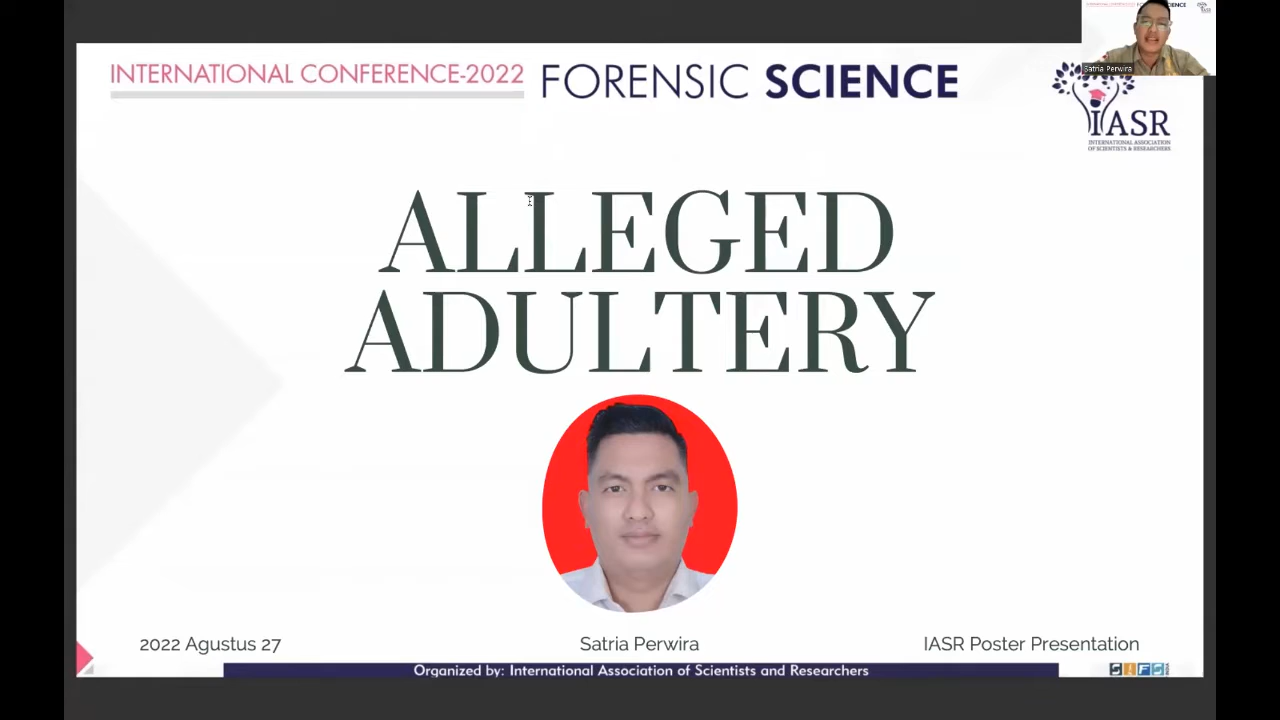 INTERNATIONAL CONFERENCE-2022 FORENSIC SCIENCE
Satria Perwira
IASR
INTERNATIONAL ASSOCIATION
OF SCIENTISTS & RESEARCHERS
ALLEGED
ADULTERY
2022 Agustus 27
Satria Perwira
IASR Poster Presentation
Organized by: International Association of Scientists and Researchers
SIFS